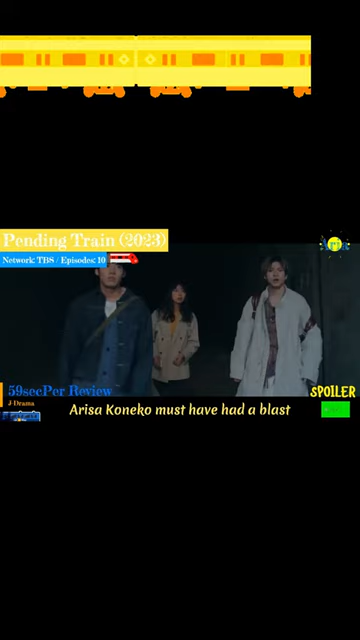 Pending Train (2023)
Network: TBS / Episodes: 10
59secPer Review
J-Drama
SPOILER
Arisa Koneko must have had a blast